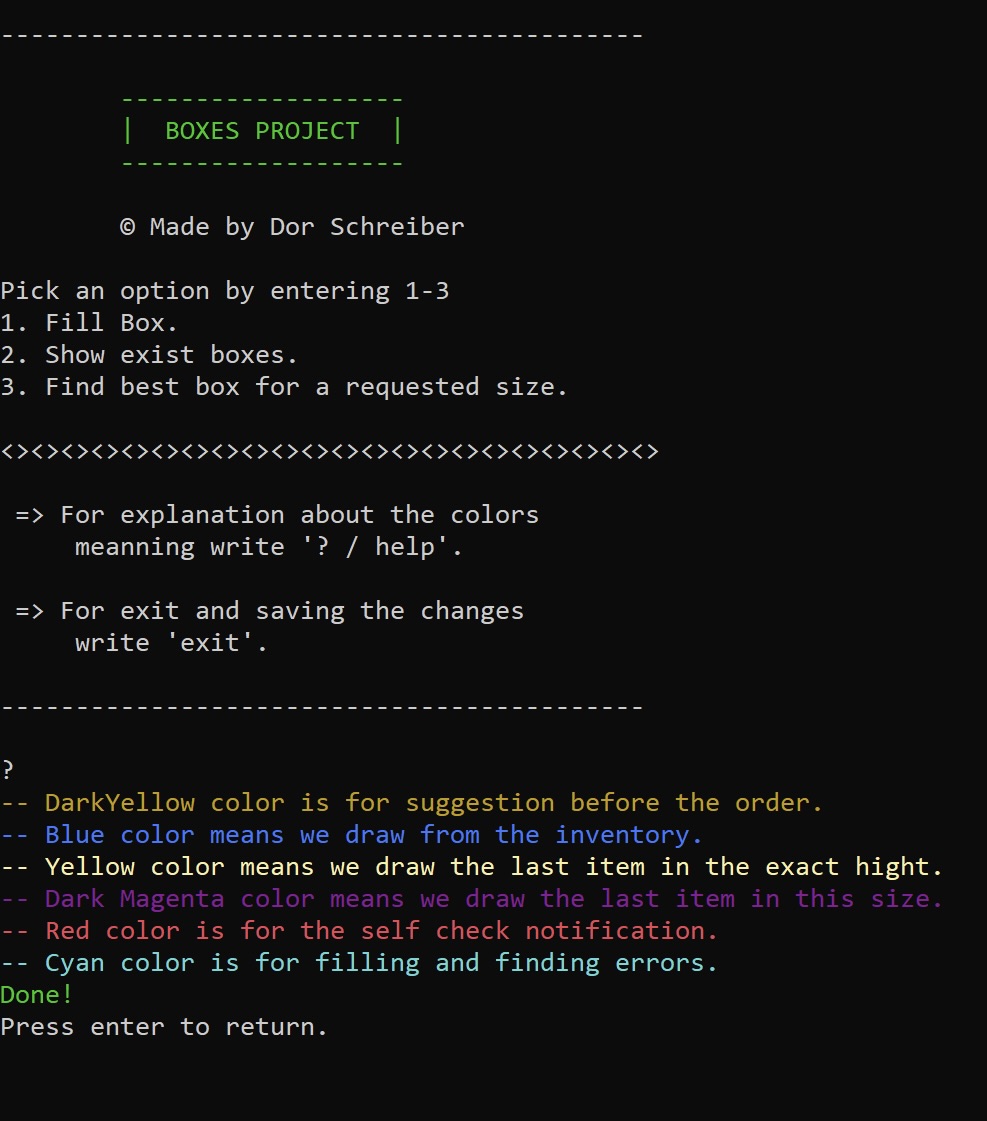 -------------------------------------------
-------------------
|  BOXES PROJECT  |
-------------------
© Made by Dor Schreiber
Pick an option by entering 1-3
1. Fill Box.
2. Show exist boxes.
3. Find best box for a requested size.
<><><><><><><><><><><><><><><><><><><><><><>
=> For explanation about the colors
meanning write '? / help'.
=> For exit and saving the changes
write 'exit'.
-------------------------------------------
?
-- DarkYellow color is for suggestion before the order.
-- Blue color means we draw from the inventory.
-- Yellow color means we draw the last item in the exact hight.
-- Dark Magenta color means we draw the last item in this size.
-- Red color is for the self check notification.
-- Cyan color is for filling and finding errors.
Done!
Press enter to return.